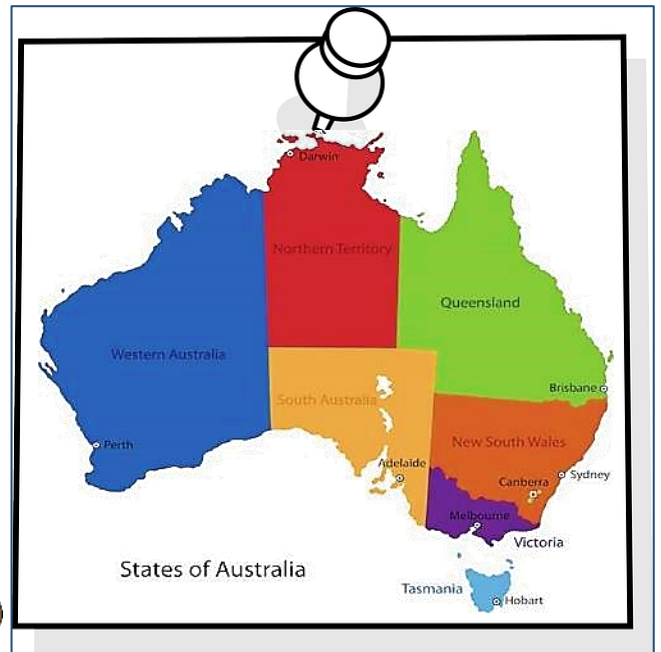 Darwin
Northern Territory
Queensland
Western Australia
Brisbane
South Australia
New South Wales
Perth
Adelaide
Sydney
Canberra
Melbourne
Victoria
States of Australia
Tasmania
Hobart